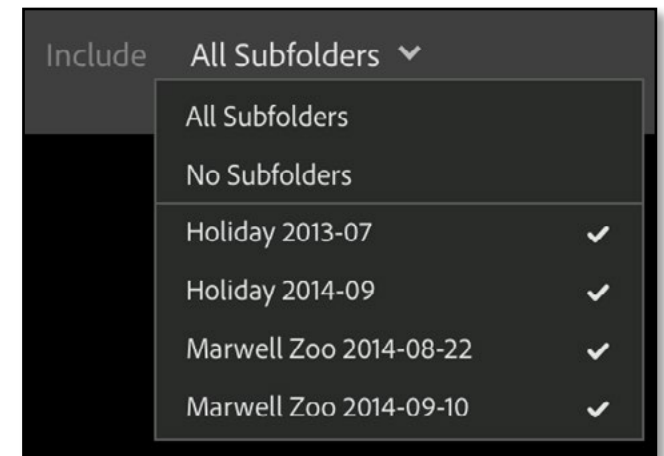 Include All Subfolders
All Subfolders
No Subfolders
Holiday 2013-07
Holiday 2014-09
Marwell Zoo 2014-08-22
Marwell Zoo 2014-09-10